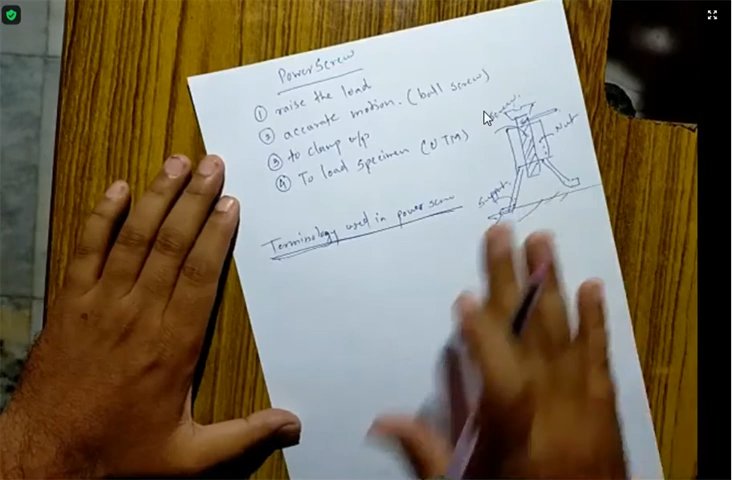 Power Screw
① raise the load
② accurate motion. (ball screw)
③ to clamp w/p
④ To load specimen (UTM)
Terminology used in power screw
Screw.
Nut
Support.